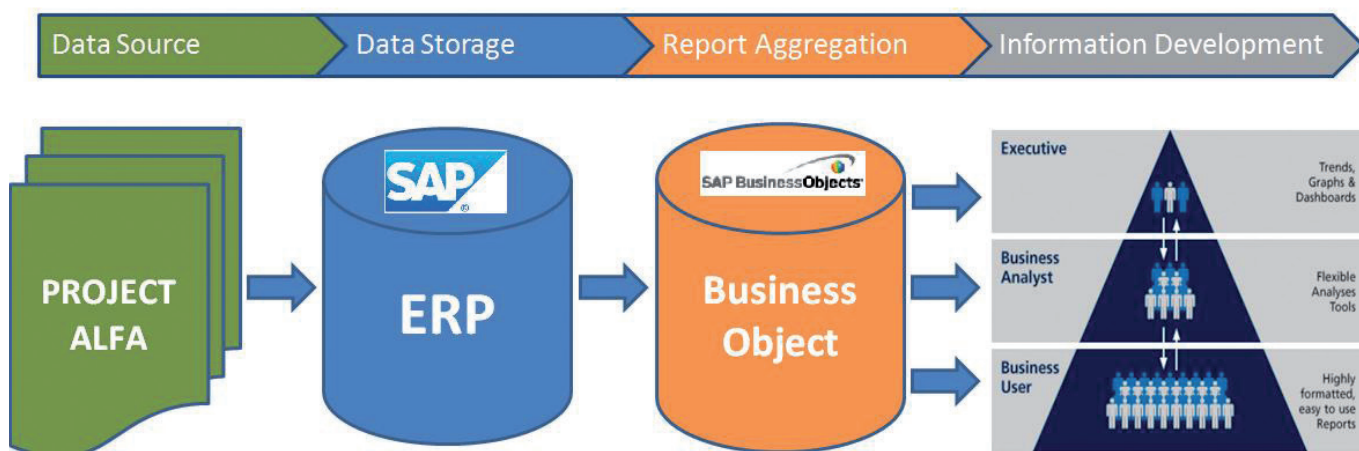 Data Source
Data Storage
Report Aggregation
Information Development
PROJECT
ALFA
SAP
®
ERP
SAP BusinessObjects
Business
Object
Executive
Trends,
Graphs &
Dashboards
Business
Analyst
Flexible
Analyses
Tools
Business
User
Highly
formatted,
easy to use
Reports